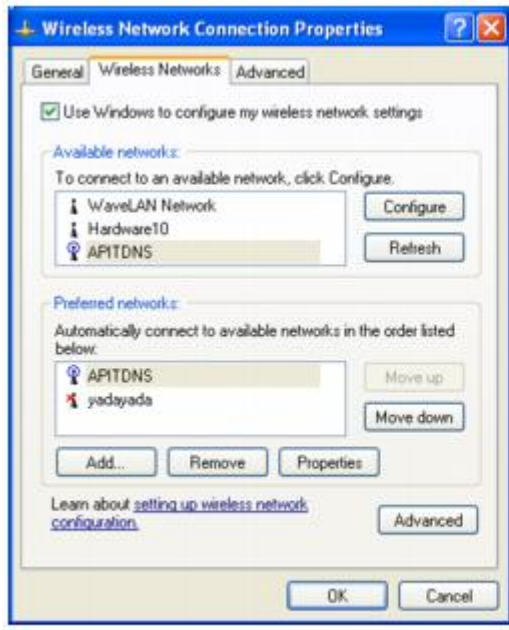 Wireless Network Connection Properties
General Wireless Networks Advanced
Use Windows to configure my wireless network settings
Available networks:
To connect to an available network, click Configure.
WaveLAN Network
Configure
Hardware10
APITDNS
Refresh
Preferred networks:
Automatically connect to available networks in the order listed
below:
APITDNS
Move up
yadayada
Move down
Add... Remove Properties
Learn about setting up wireless network
configuration.
Advanced
OK Cancel